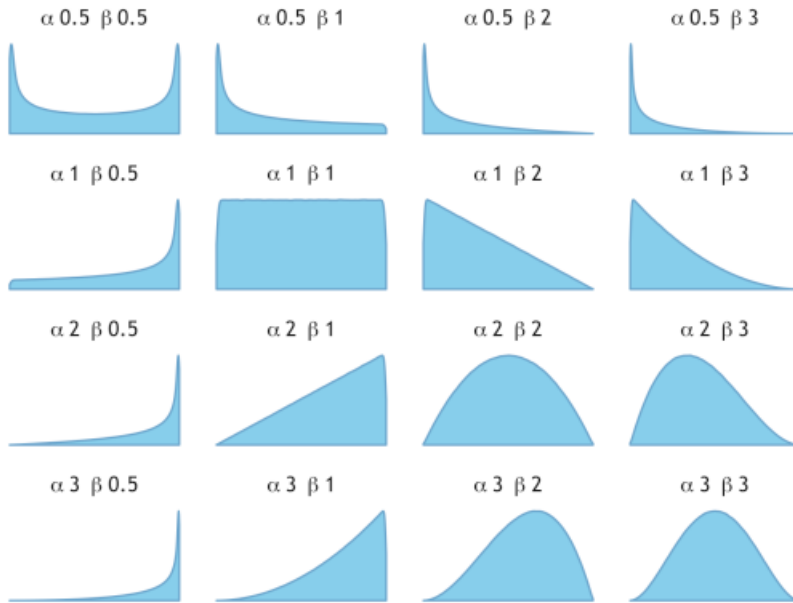 α 0.5 β 0.5
α 0.5 β 1
α 0.5 β 2
α 0.5 β 3
α 1 β 0.5
α 1 β 1
α 1 β 2
α 1 β 3
α 2 β 0.5
α 2 β 1
α 2 β 2
α 2 β 3
α 3 β 0.5
α 3 β 1
α 3 β 2
α 3 β 3